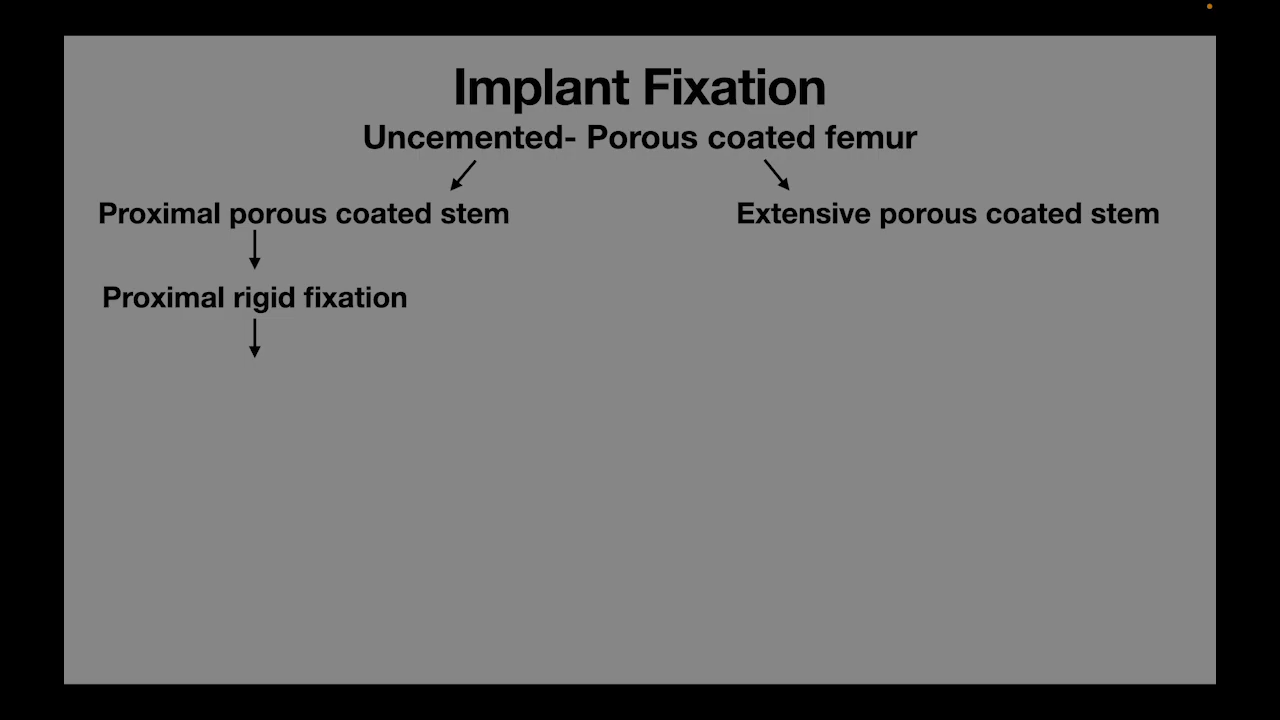 Implant Fixation
Uncemented- Porous coated femur
Proximal porous coated stem
Extensive porous coated stem
Proximal rigid fixation